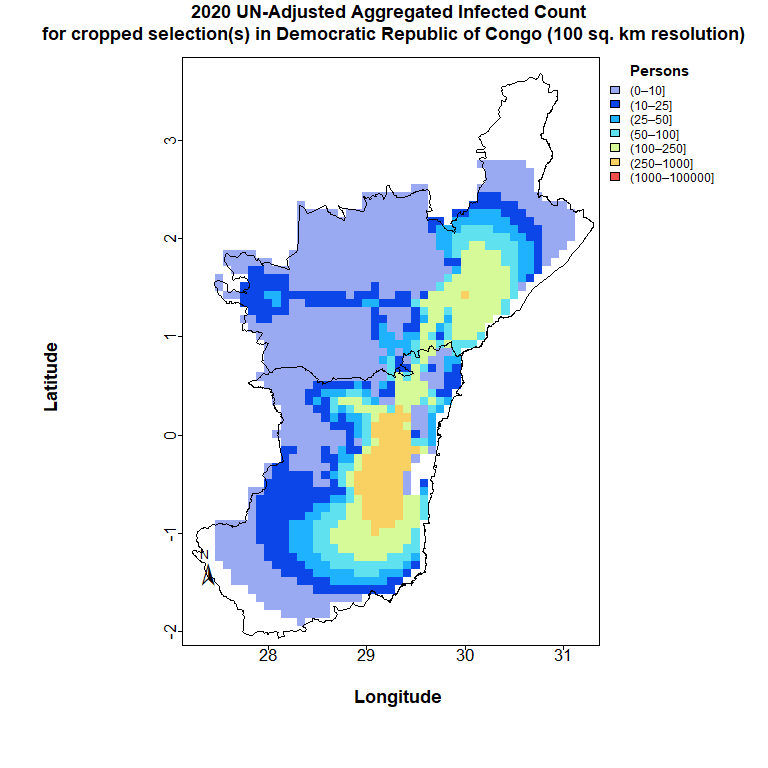 2020 UN-Adjusted Aggregated Infected Count
for cropped selection(s) in Democratic Republic of Congo (100 sq. km resolution)
Persons
(0–10]
(10–25]
(25–50]
(50–100]
(100–250]
(250–1000]
(1000–100000]
3
2
1
0
-1
-2
Latitude
N
28 29 30 31
Longitude